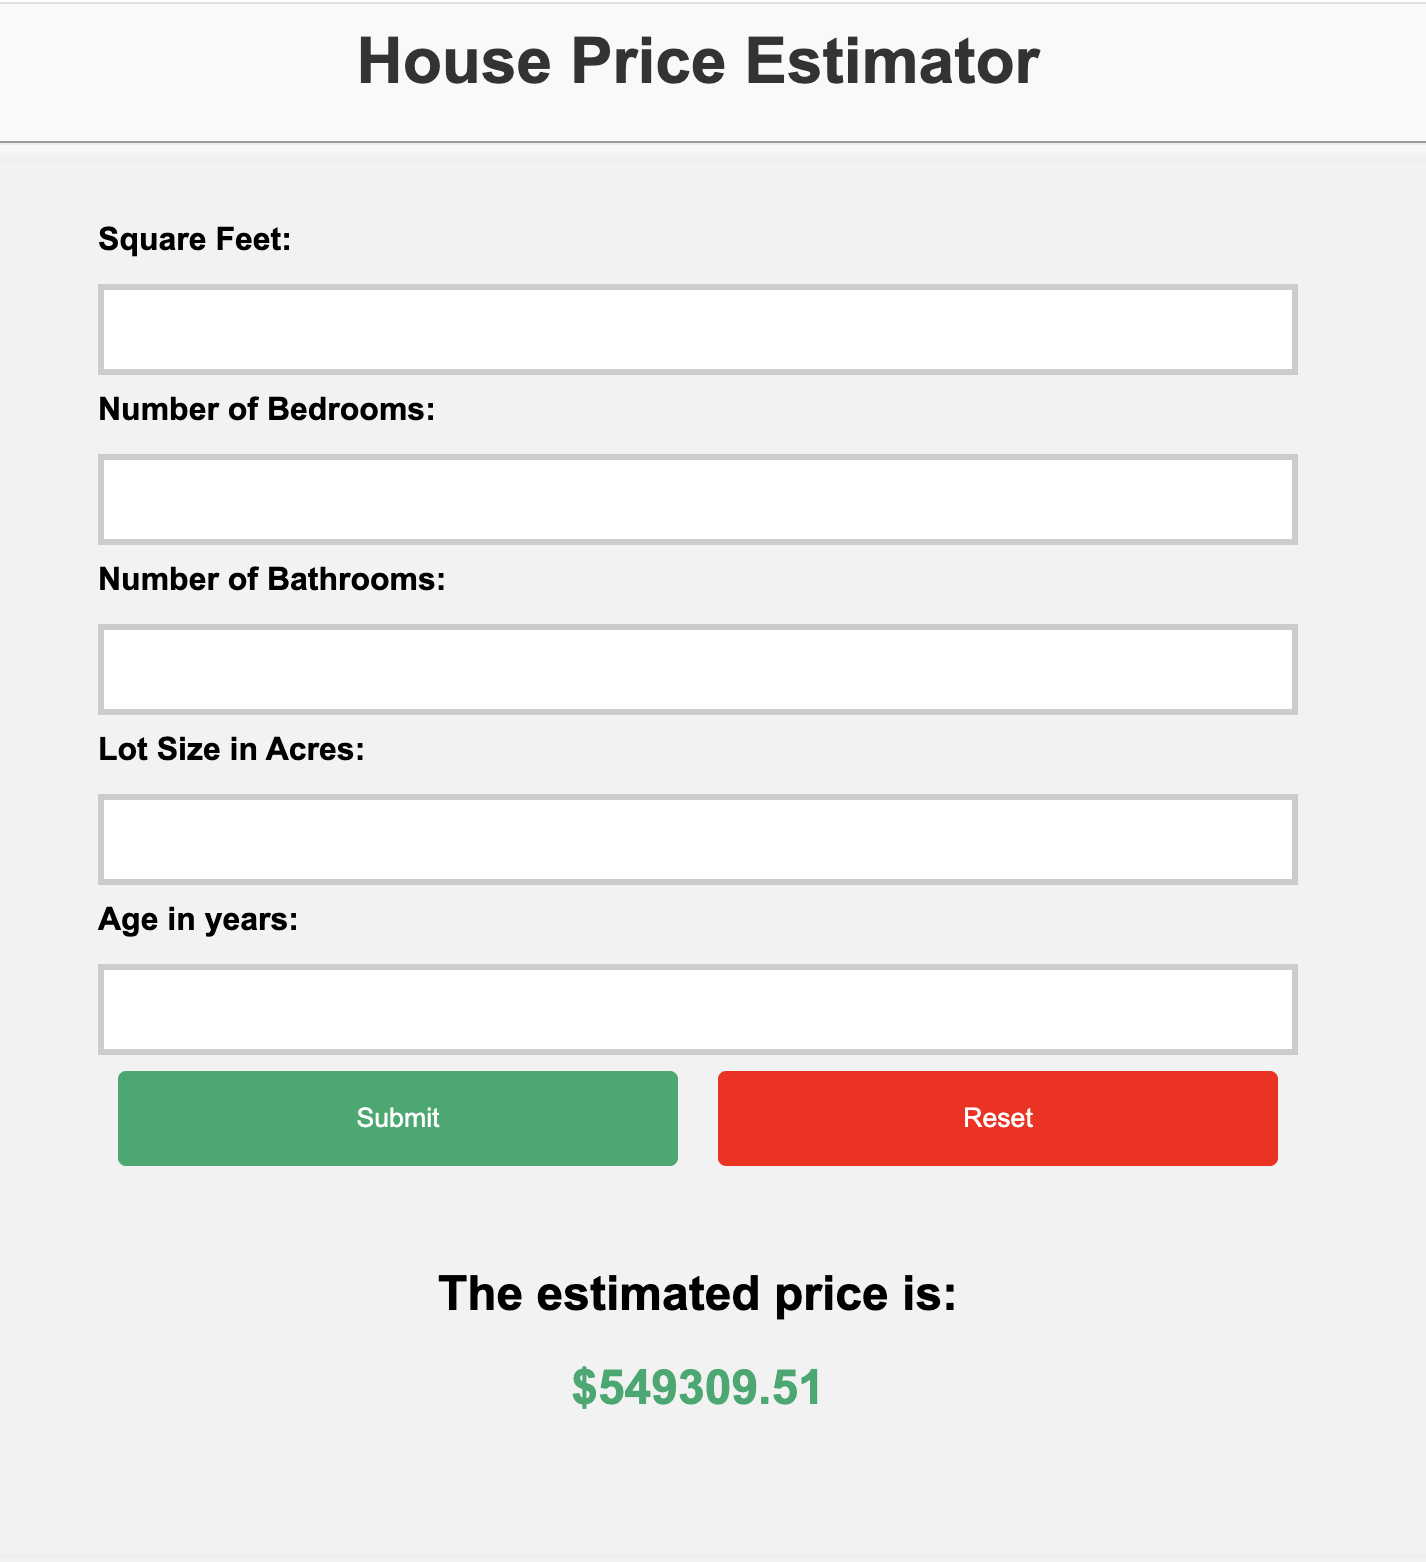 House Price Estimator
Square Feet:
Number of Bedrooms:
Number of Bathrooms:
Lot Size in Acres:
Age in years:
Submit Reset
The estimated price is:
$549309.51